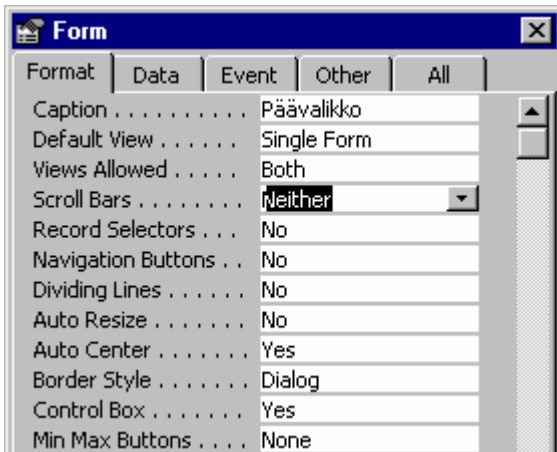 Form
Format Data Event Other All
Caption . . . . . . . . . . Päävalikko
Default View . . . . . . Single Form
Views Allowed . . . . . Both
Scroll Bars . . . . . . . . Neither
Record Selectors . . . No
Navigation Buttons . . No
Dividing Lines . . . . . . No
Auto Resize . . . . . . . No
Auto Center . . . . . . . Yes
Border Style . . . . . . . Dialog
Control Box . . . . . . . Yes
Min Max Buttons . . . . None